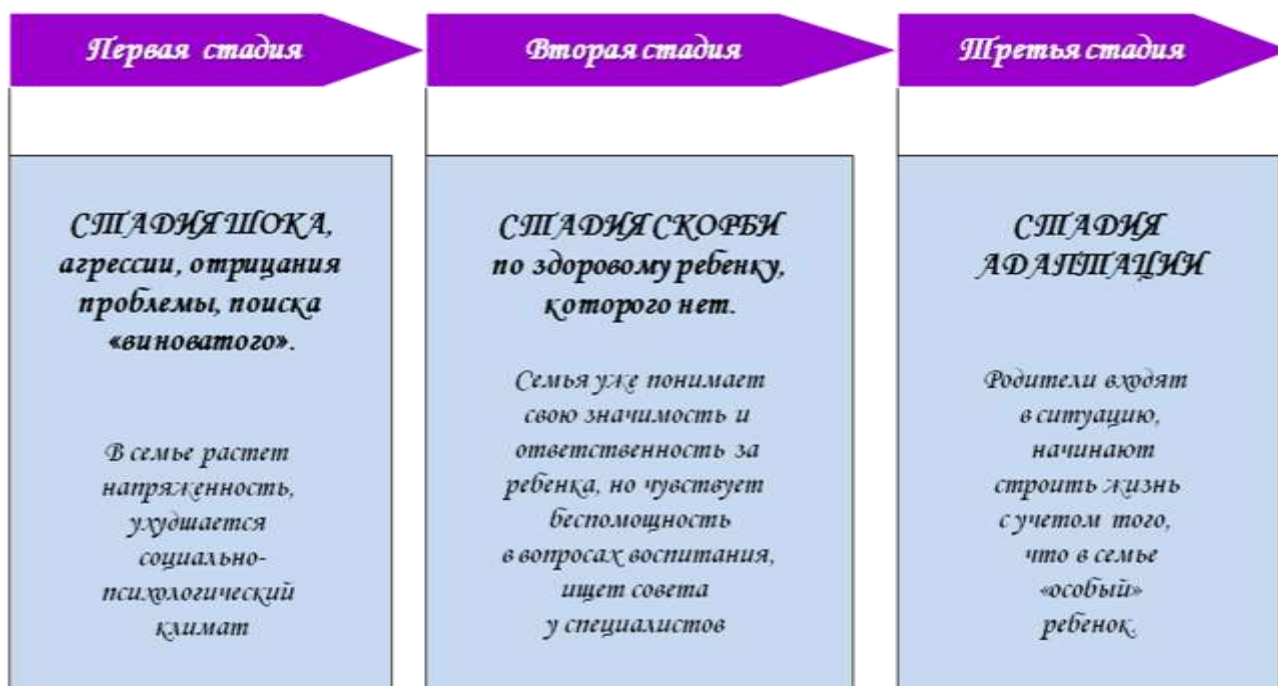 Первая стадия
СТАДИЯ ШОКА,
агрессии, отрицания
проблемы, поиска
«виноватого».
В семье растет
напряженность,
ухудшается
социально-
психологический
климат
Вторая стадия
СТАДИЯ СКОРБИ
по здоровому ребенку,
которого нет.
Семья уже понимает
свою значимость и
ответственность за
ребенка, но чувствует
беспомощность
в вопросах воспитания,
ищет совета
у специалистов
Третья стадия
СТАДИЯ
АДАПТАЦИИ
Родители входят
в ситуацию,
начинают
строить жизнь
с учетом того,
что в семье
«особый»
ребенок.